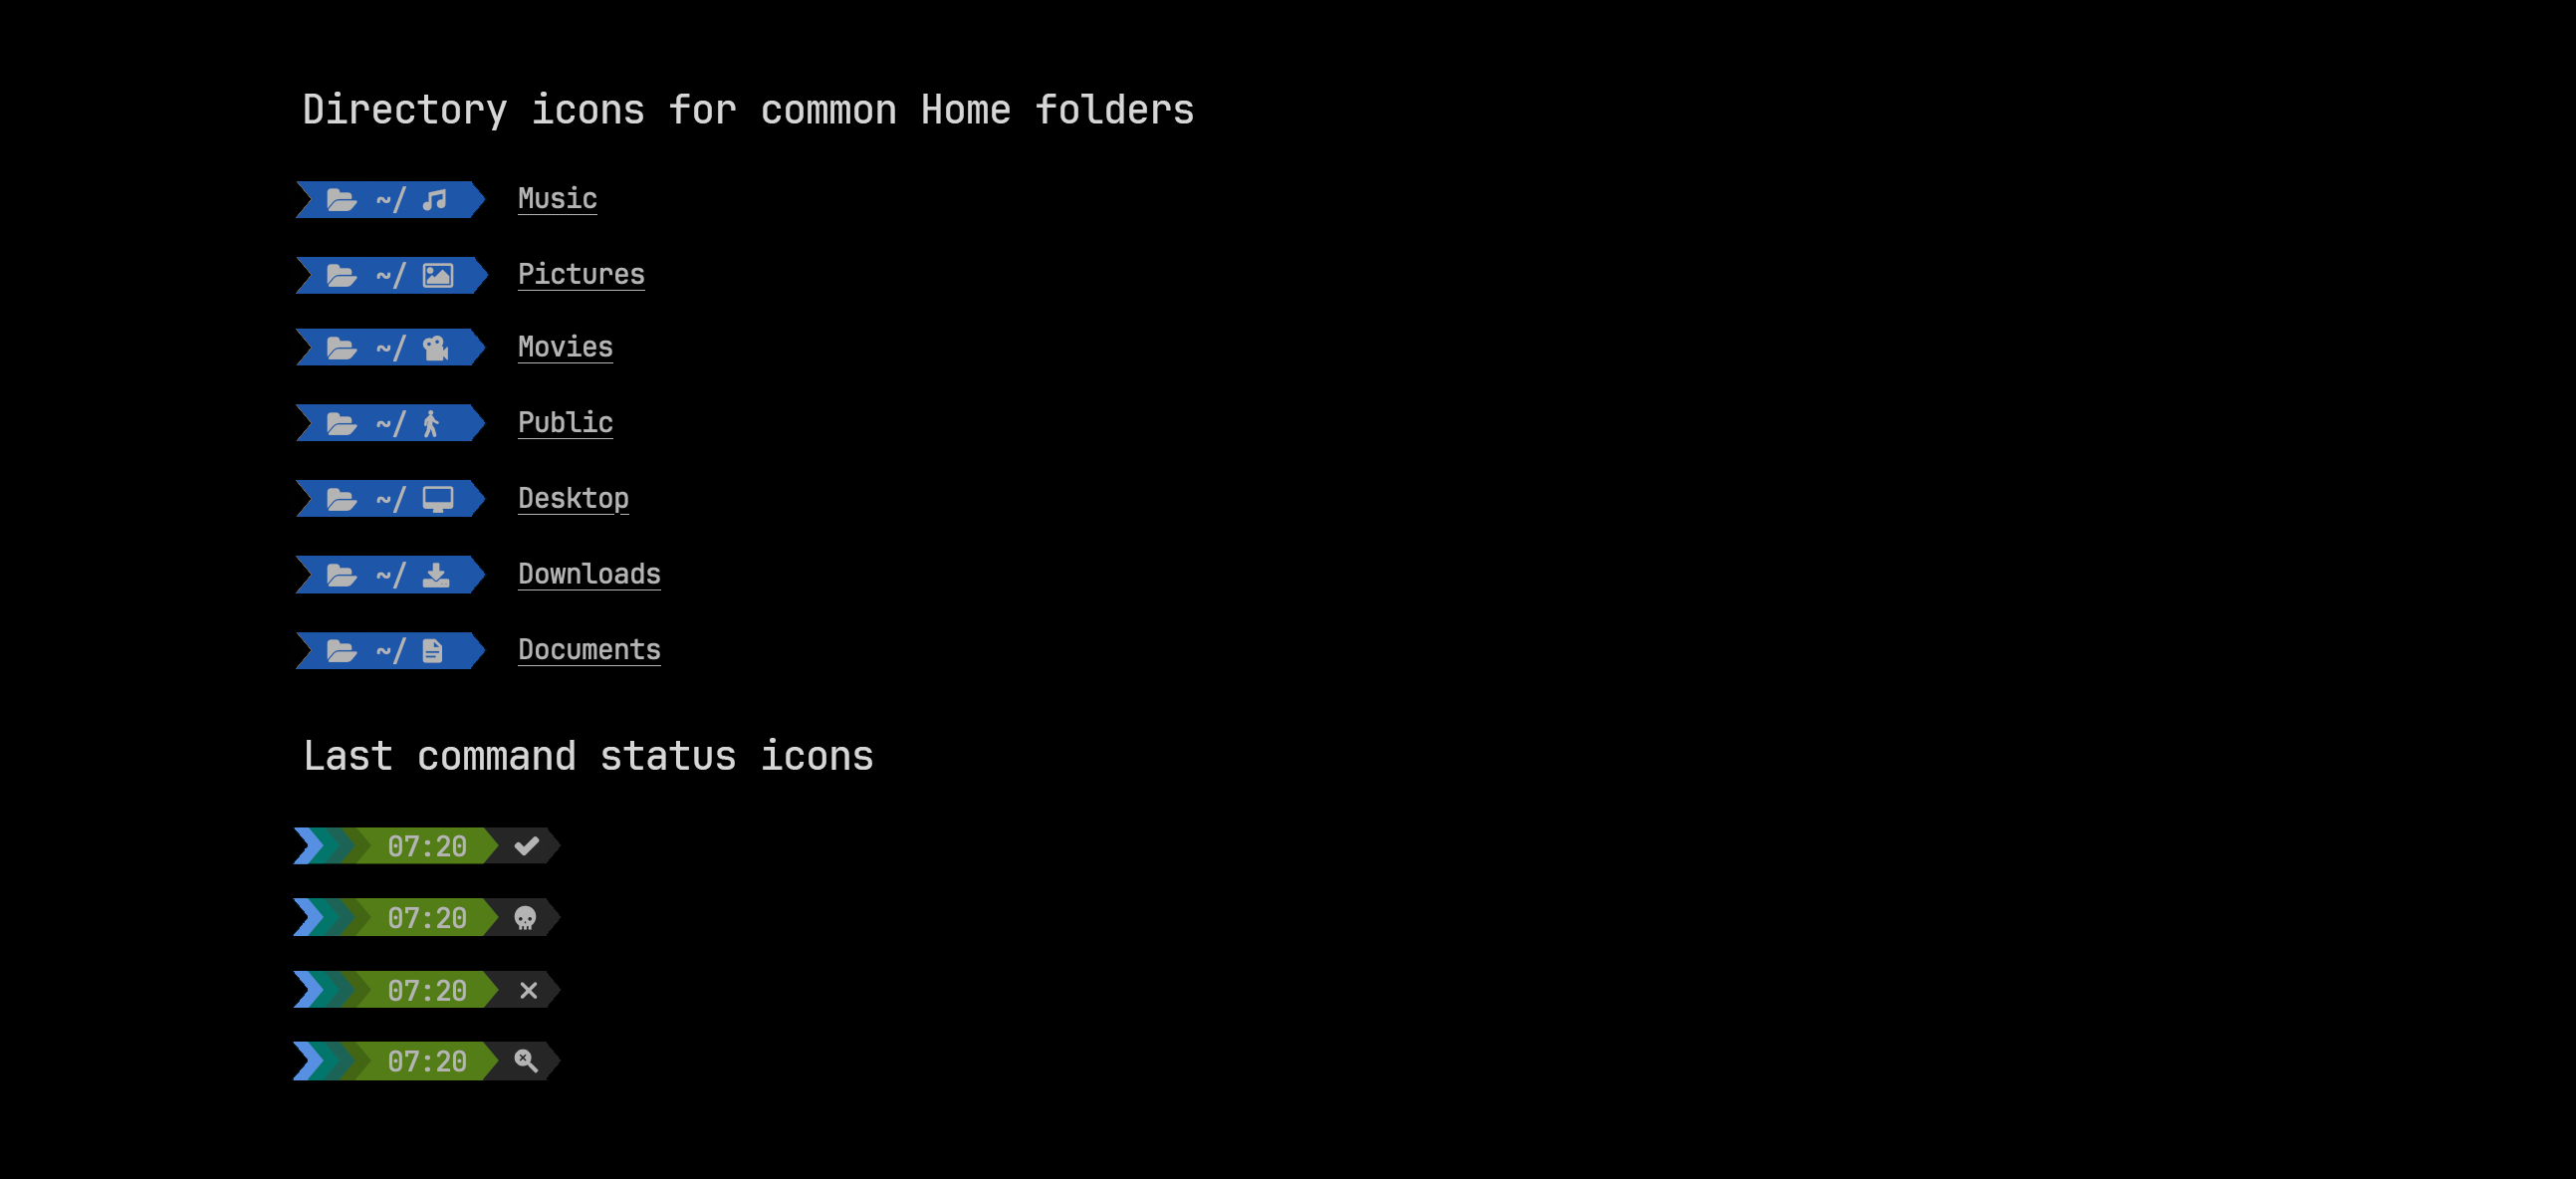 Directory icons for common Home folders
~/ Music
~/ Pictures
~/ Movies
~/ Public
~/ Desktop
~/ Downloads
~/ Documents
Last command status icons
07:20
07:20
07:20
07:20